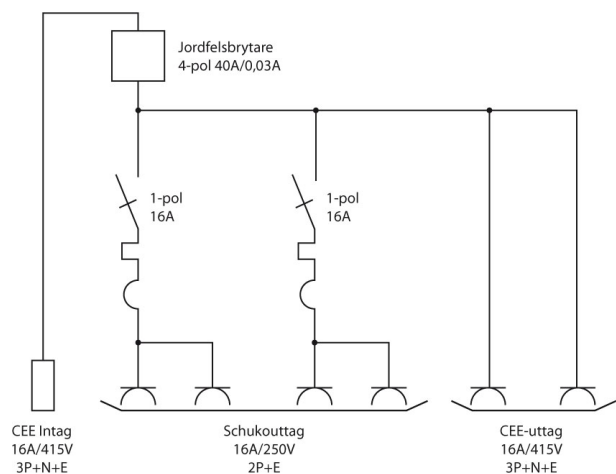 Jordfelsbrytare
4-pol 40A/0,03A
1-pol
16A
1-pol
16A
CEE Intag
16A/415V
3P+N+E
Schukouttag
16A/250V
2P+E
CEE-uttag
16A/415V
3P+N+E